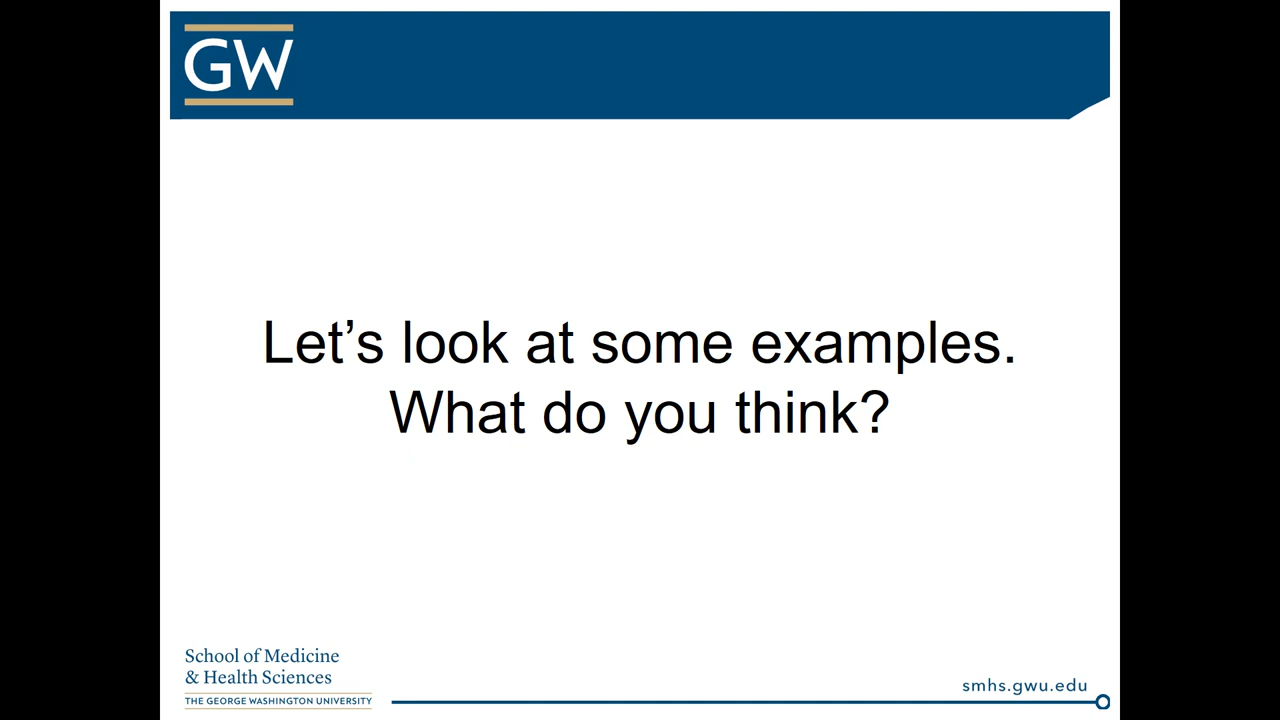 GW
Let’s look at some examples.
What do you think?
School of Medicine
& Health Sciences
THE GEORGE WASHINGTON UNIVERSITY
smhs.gwu.edu